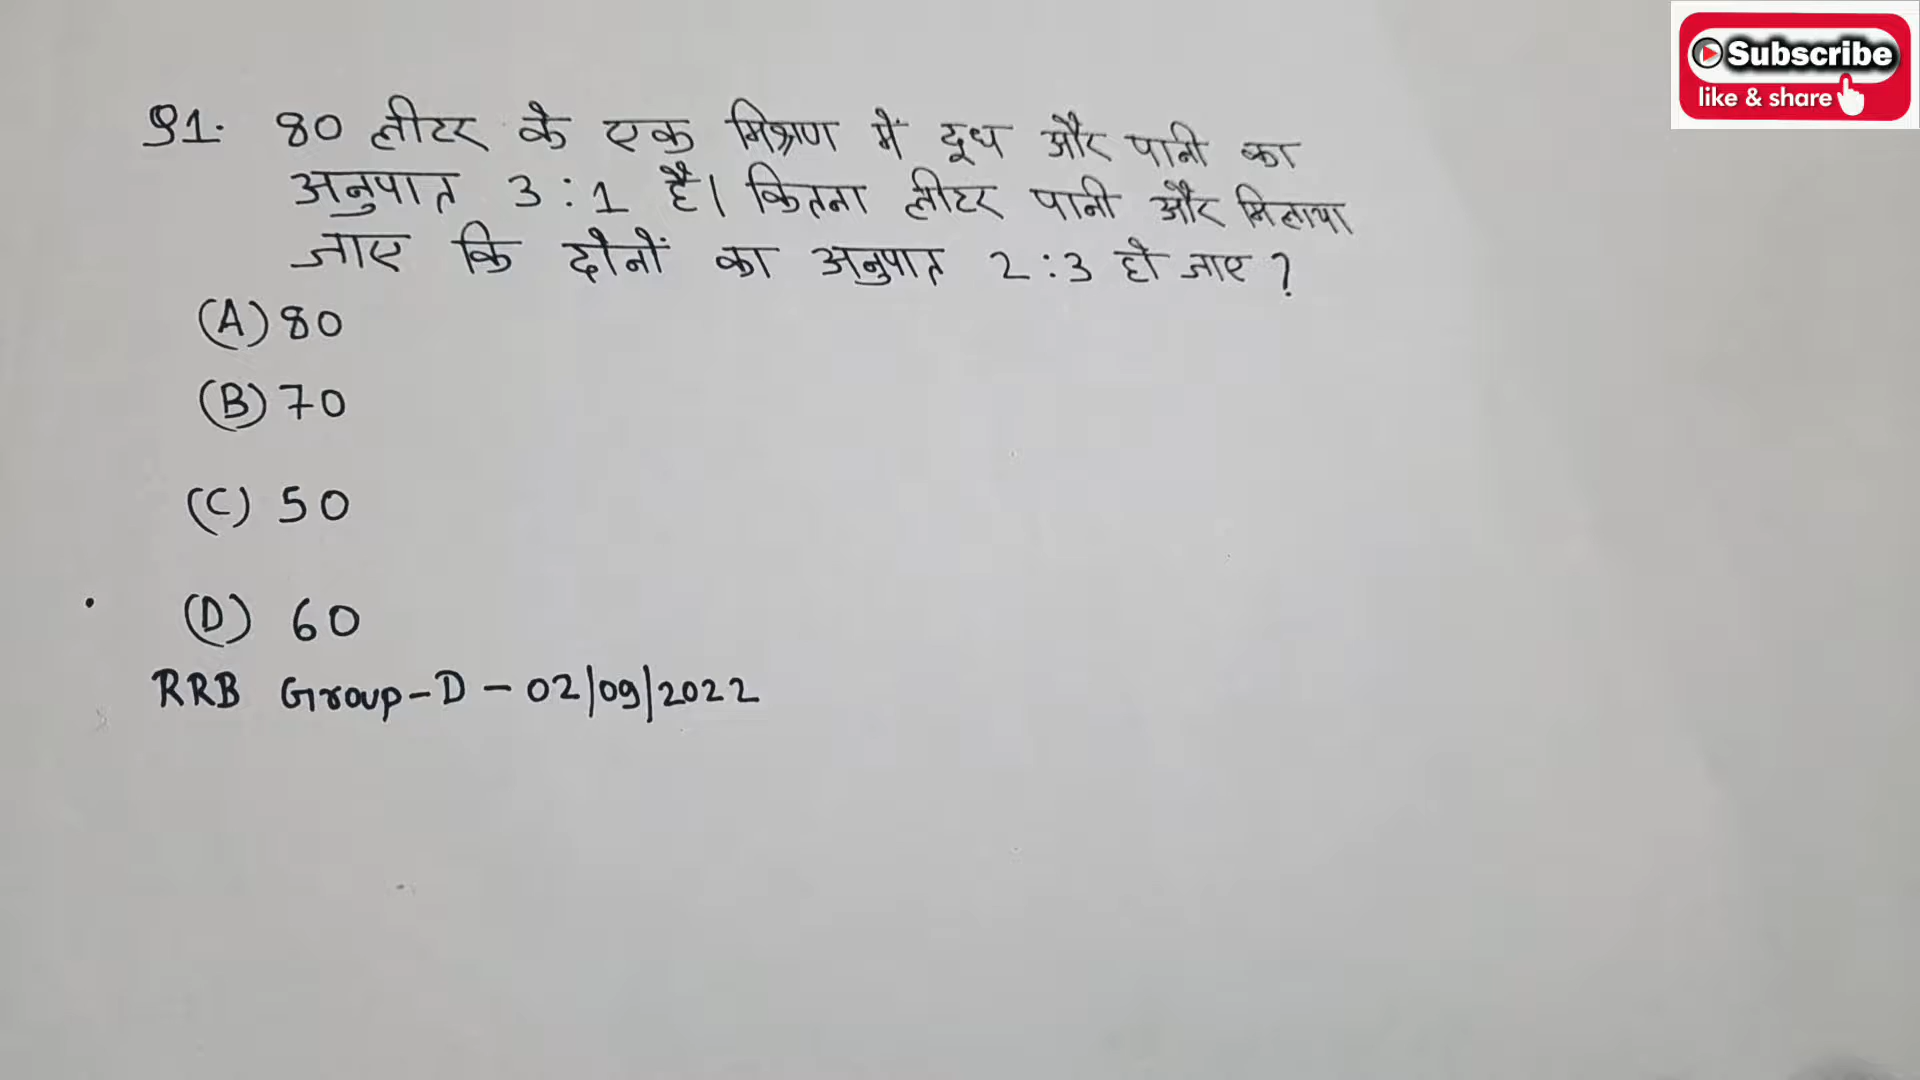 Q1. 80 लीटर के एक मिश्रण में दूध और पानी का
अनुपात 3 : 1 है। कितना लीटर पानी और मिलाया
जाए कि दोनों का अनुपात 2 : 3 हो जाए ?
(A) 80
(B) 70
(C) 50
(D) 60
RRB Group-D - 02/09/2022
Subscribe
like & share